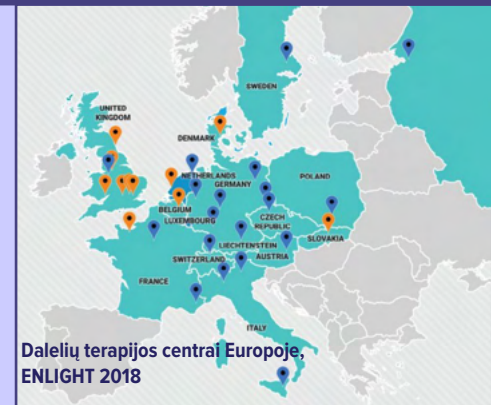 SWEDEN
UNITED
KINGDOM
DENMARK
NETHERLANDS
GERMANY
POLAND
BELGIUM
LUXEMBOURG
CZECH
REPUBLIC
SLOVAKIA
LIECHTENSTEIN
AUSTRIA
SWITZERLAND
FRANCE
ITALY
Dalelių terapijos centrai Europoje,
ENLIGHT 2018